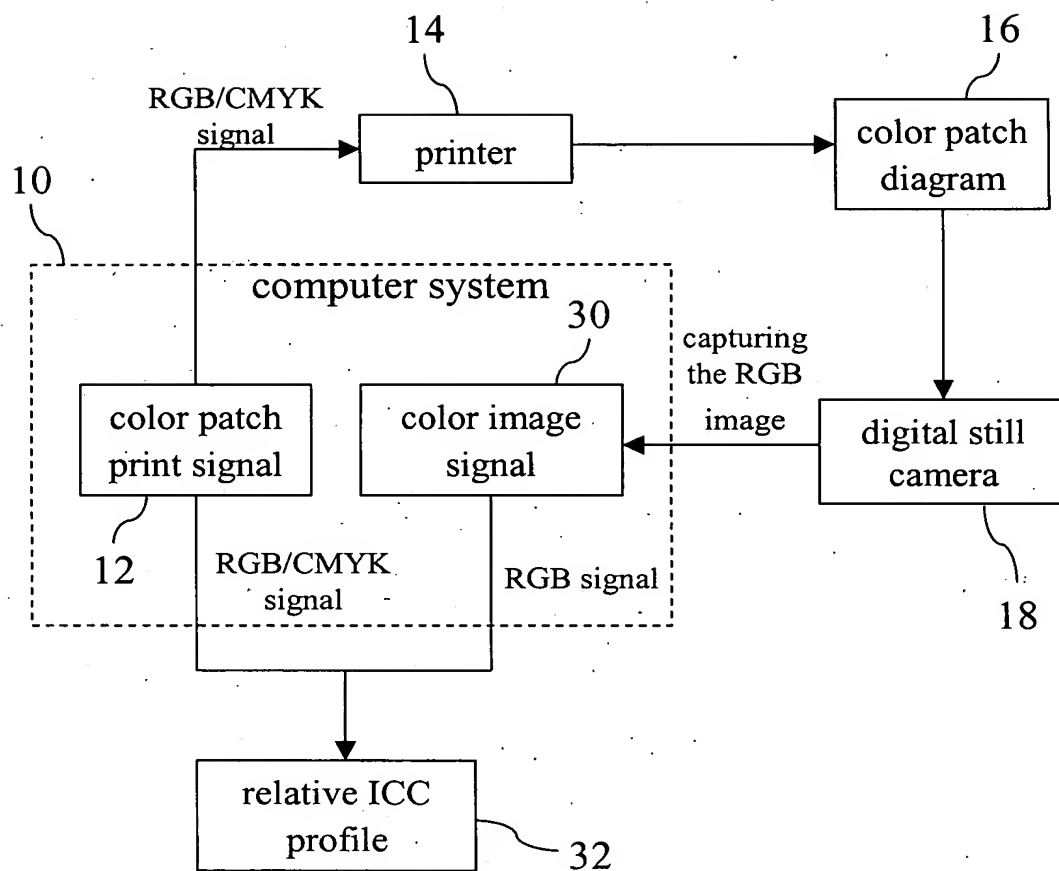 14
16
RGB/CMYK
signal
printer
color patch
diagram
10
computer system
30
capturing
the RGB
image
color patch
print signal
color image
signal
digital still
camera
12
RGB/CMYK
signal
RGB signal
18
relative ICC
profile
32